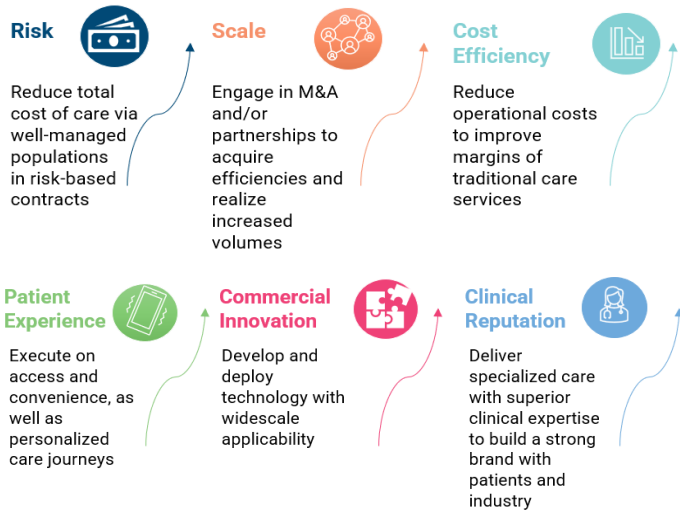 Risk
Reduce total
cost of care via
well-managed
populations
in risk-based
contracts
Scale
Engage in M&A
and/or
partnerships to
acquire
efficiencies and
realize
increased
volumes
Cost
Efficiency
Reduce
operational costs
to improve
margins of
traditional care
services
Patient
Experience
Execute on
access and
convenience, as
well as
personalized
care journeys
Commercial
Innovation
Develop and
deploy
technology with
widescale
applicability
Clinical
Reputation
Deliver
specialized care
with superior
clinical expertise
to build a strong
brand with
patients and
industry